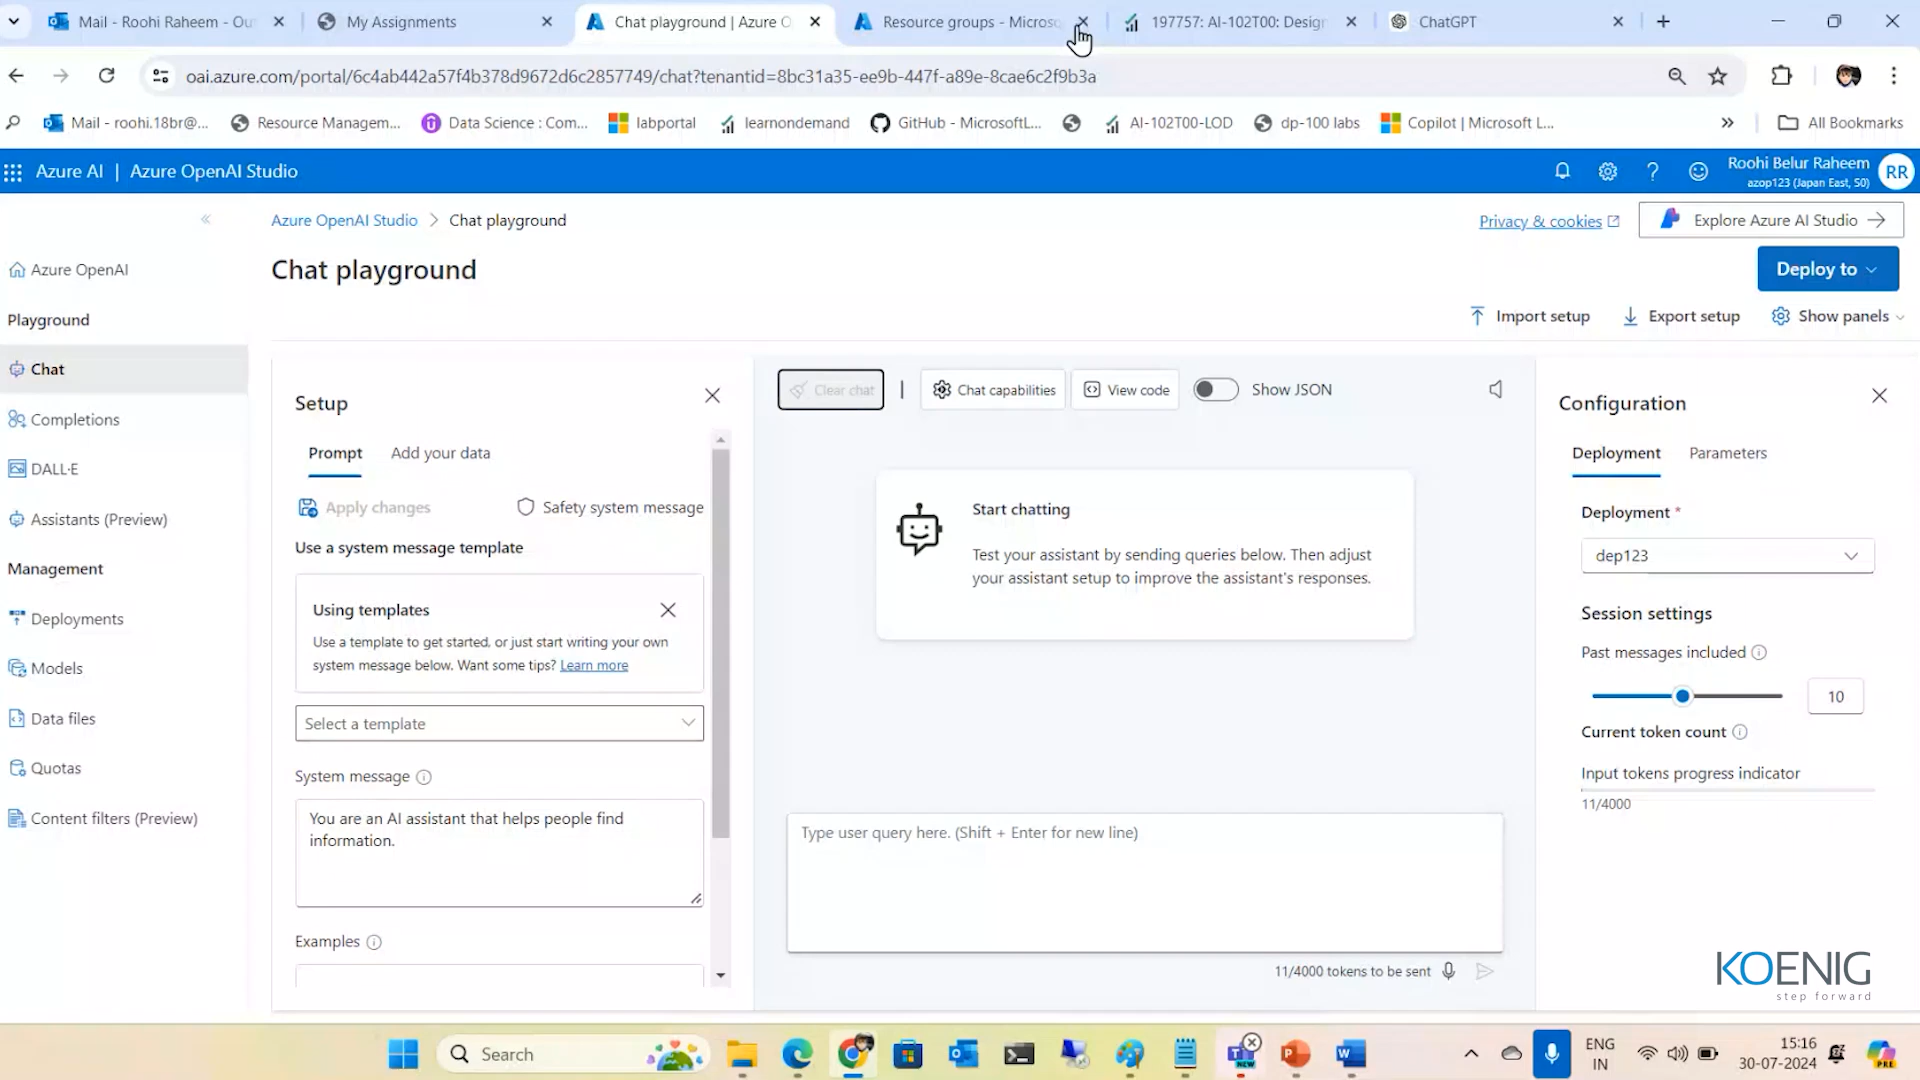 Mail - Roohi Raheem - Ou
My Assignments
Chat playground | Azure O
Resource groups - Microso
197757: AI-102T00: Design
ChatGPT
oai.azure.com/portal/6c4ab442a57f4b378d9672d6c2857749/chat?tenantid=8bc31a35-ee9b-447f-a89e-8cae6c2f9b3a
Mail - roohi.18br@...
Resource Managem...
Data Science : Com...
labportal
learnondemand
GitHub - MicrosoftL...
AI-102T00-LOD
dp-100 labs
Copilot | Microsoft L...
All Bookmarks
Azure AI | Azure OpenAI Studio
Roohi Belur Raheem
azop123 (Japan East, S0)
RR
Azure OpenAI Studio > Chat playground
Privacy & cookies
Explore Azure AI Studio
Chat playground
Deploy to
Import setup
Export setup
Show panels
Azure OpenAI
Playground
Chat
Completions
DALL·E
Assistants (Preview)
Management
Deployments
Models
Data files
Quotas
Content filters (Preview)
Setup
Prompt
Add your data
Apply changes
Safety system message
Use a system message template
Using templates
Use a template to get started, or just start writing your own
system message below. Want some tips? Learn more
Select a template
System message
You are an AI assistant that helps people find
information.
Examples
Clear chat
Chat capabilities
View code
Show JSON
Start chatting
Test your assistant by sending queries below. Then adjust
your assistant setup to improve the assistant's responses.
Type user query here. (Shift + Enter for new line)
11/4000 tokens to be sent
Configuration
Deployment
Parameters
Deployment *
dep123
Session settings
Past messages included
10
Current token count
Input tokens progress indicator
11/4000
KOENIG
step forward
Search
NEW
ENG
IN
15:16
30-07-2024
PRE